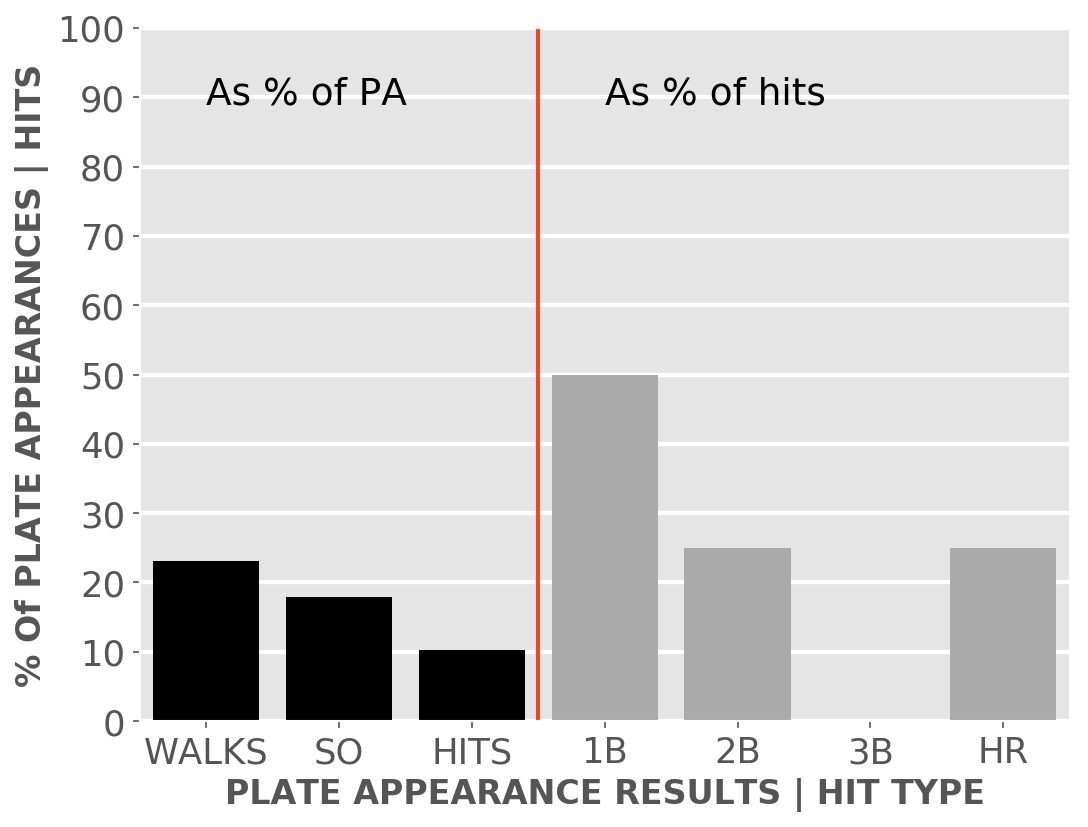 % Of PLATE APPEARANCES | HITS
100
90
80
70
60
50
40
30
20
10
0
As % of PA
As % of hits
WALKS SO HITS 1B 2B 3B HR
PLATE APPEARANCE RESULTS | HIT TYPE